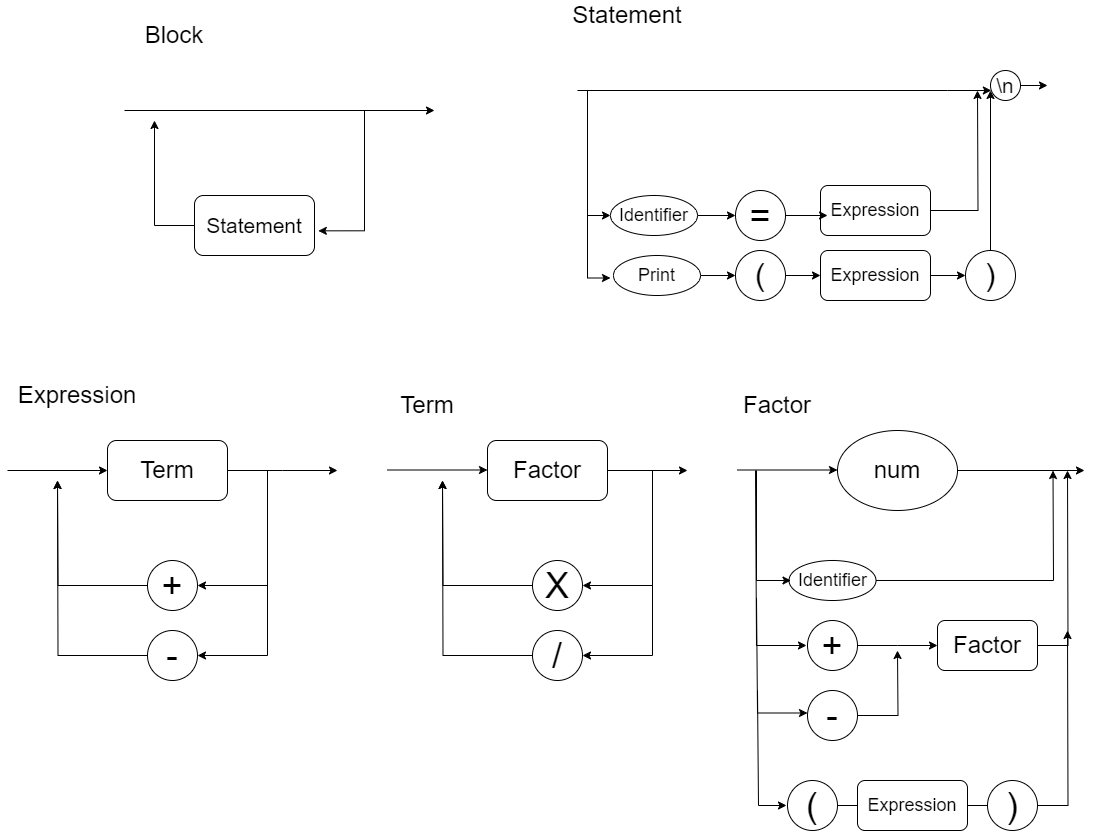 Block
Statement
Statement
\n
Identifier
=
Expression
Print
(
Expression
)
Expression
Term
+
-
Term
Factor
X
/
Factor
num
Identifier
+
Factor
-
(
Expression
)